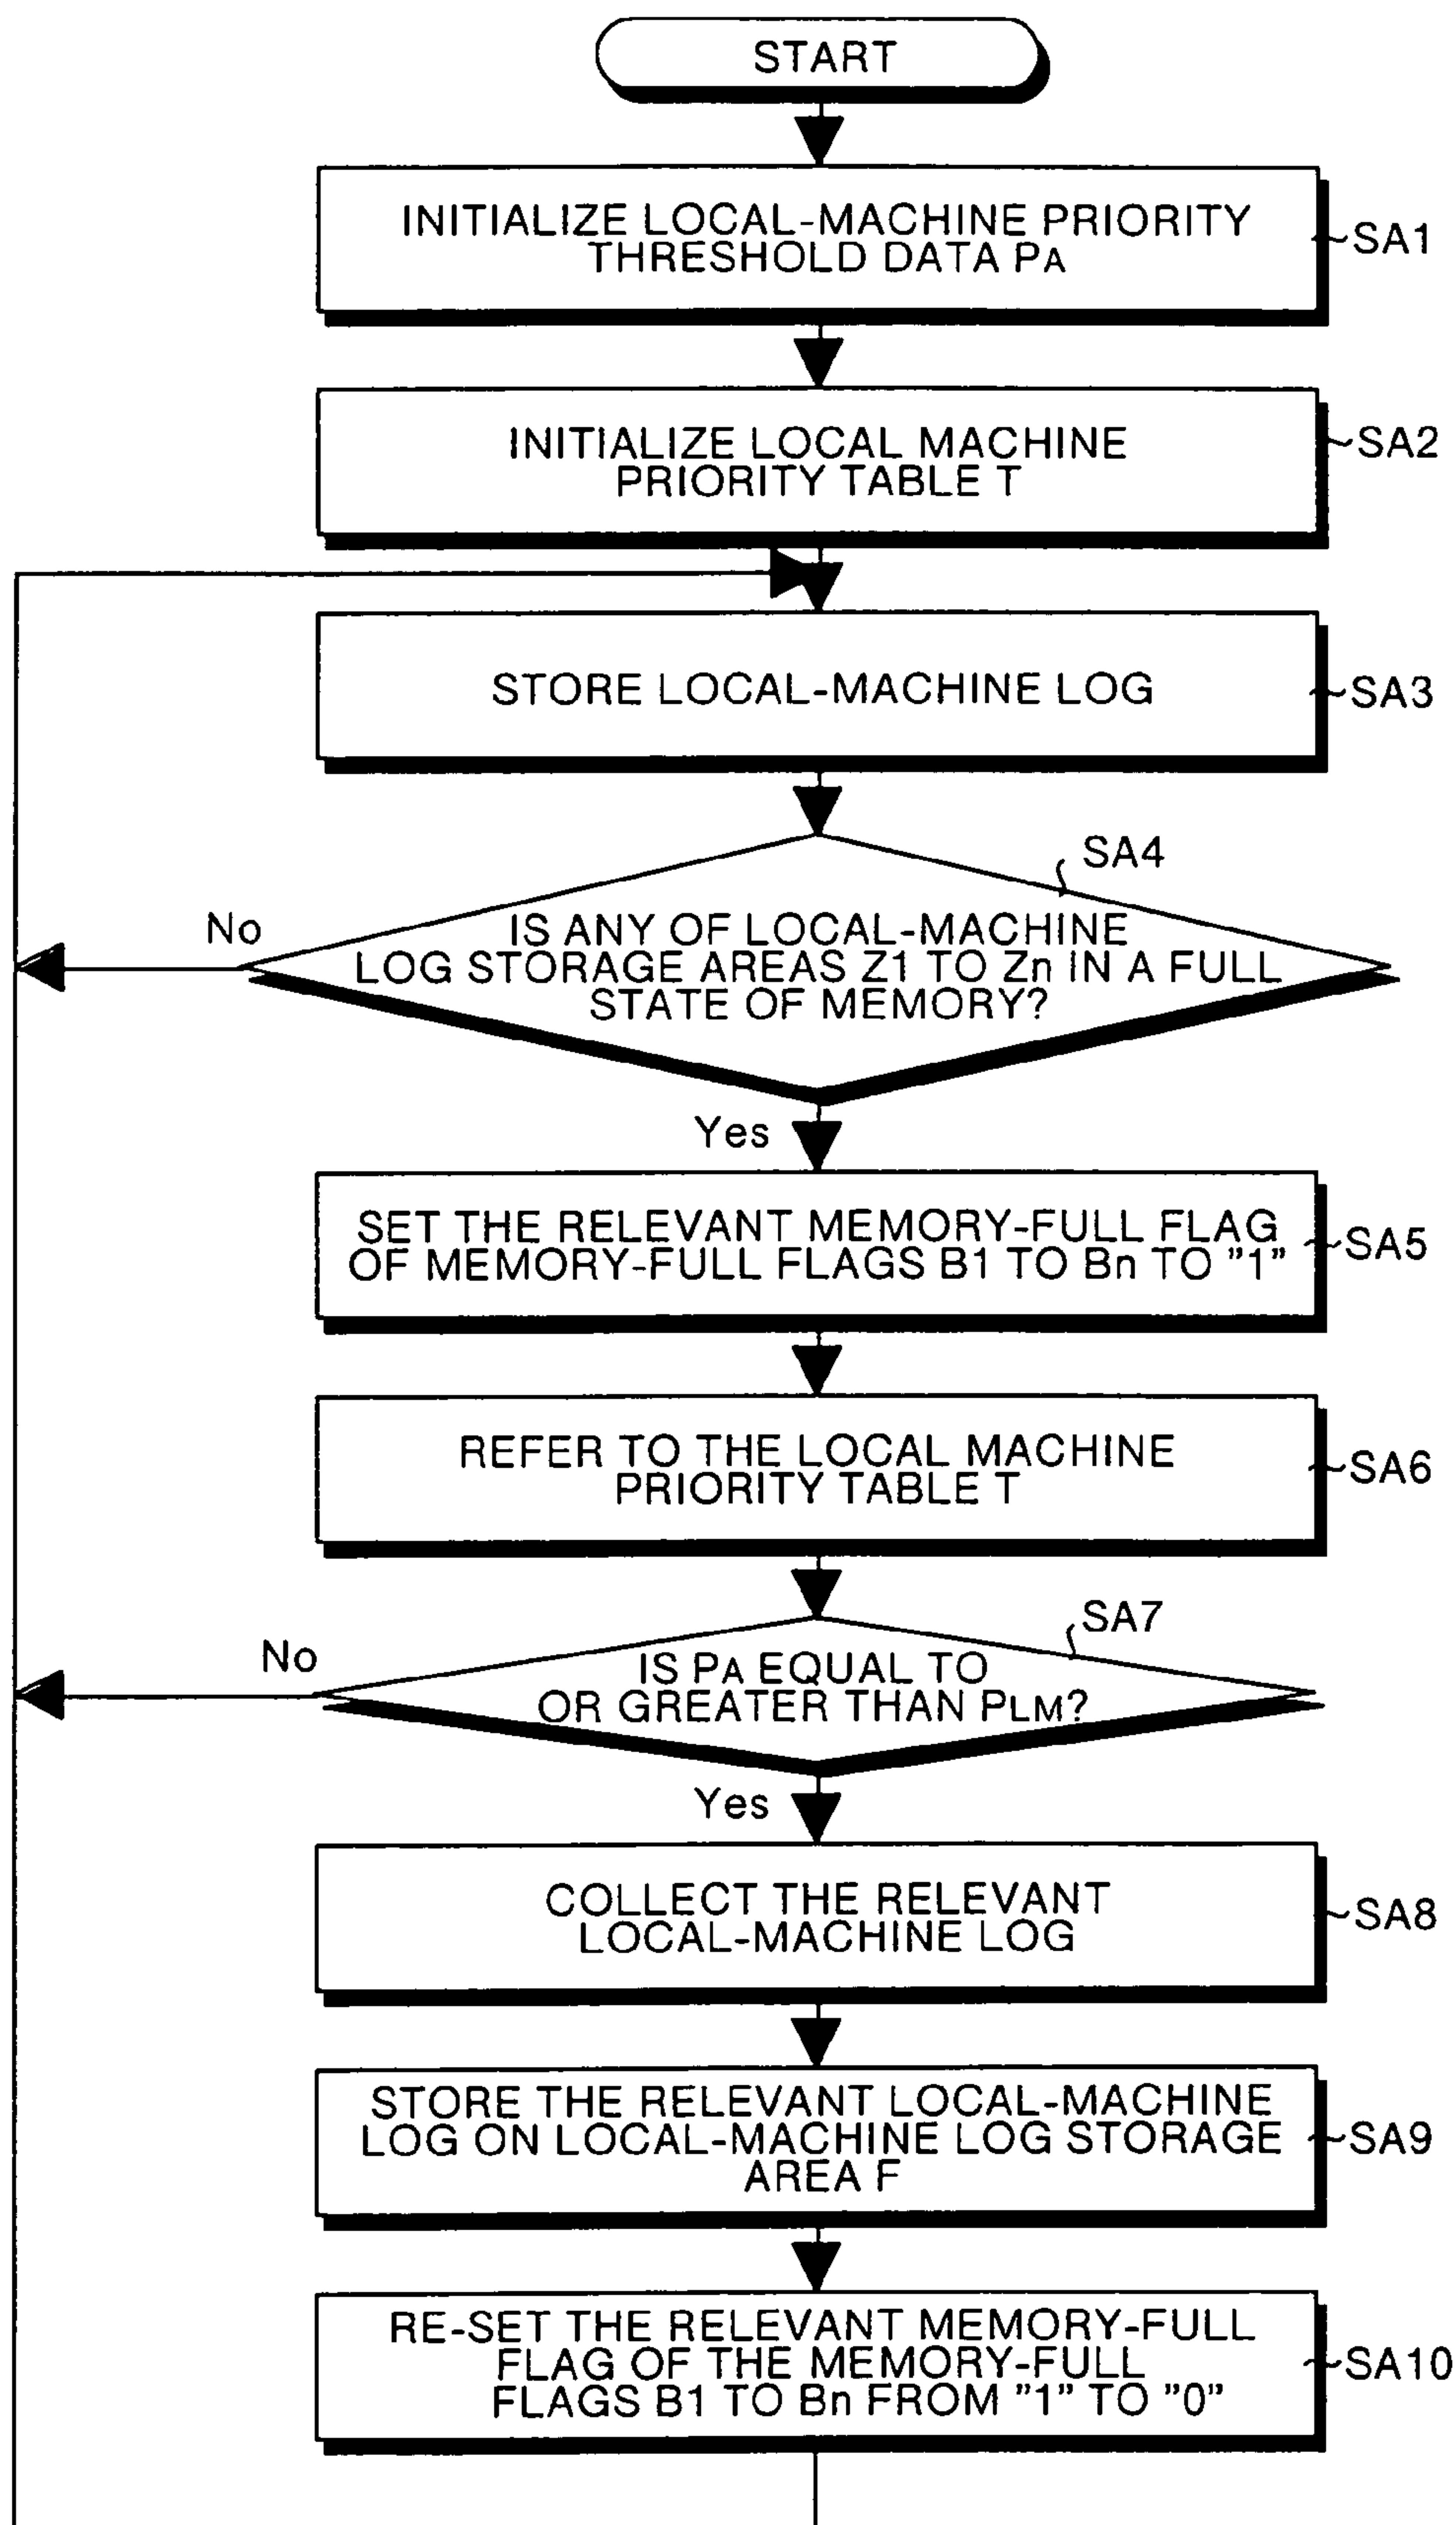 START
INITIALIZE LOCAL-MACHINE PRIORITY
THRESHOLD DATA PA
SA1
INITIALIZE LOCAL MACHINE
PRIORITY TABLE T
SA2
STORE LOCAL-MACHINE LOG
SA3
SA4
No
IS ANY OF LOCAL-MACHINE
LOG STORAGE AREAS Z1 TO Zn IN A FULL
STATE OF MEMORY?
Yes
SET THE RELEVANT MEMORY-FULL FLAG
OF MEMORY-FULL FLAGS B1 TO Bn TO ”1”
SA5
REFER TO THE LOCAL MACHINE
PRIORITY TABLE T
SA6
SA7
No
IS PA EQUAL TO
OR GREATER THAN PLM?
Yes
COLLECT THE RELEVANT
LOCAL-MACHINE LOG
SA8
STORE THE RELEVANT LOCAL-MACHINE
LOG ON LOCAL-MACHINE LOG STORAGE
AREA F
SA9
RE-SET THE RELEVANT MEMORY-FULL
FLAG OF THE MEMORY-FULL
FLAGS B1 TO Bn FROM ”1” TO ”0”
SA10